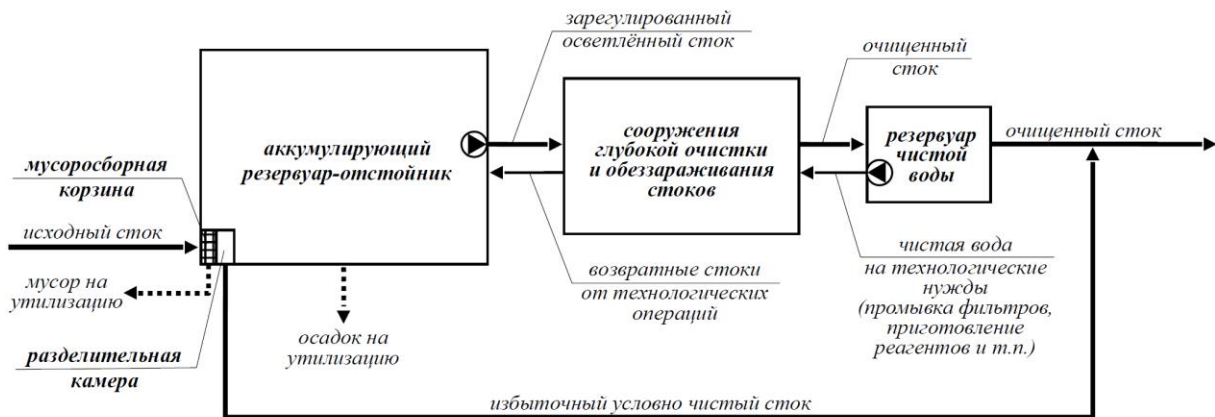 зарегулированный
осветлённый сток
очищенный
сток
мусоросборная
корзина
аккумулирующий
резервуар-отстойник
сооружения
глубокой очистки
и обеззараживания
стоков
резервуар
чистой
воды
очищенный сток
исходный сток
мусор на
утилизацию
возвратные стоки
от технологических
операций
чистая вода
на технологические
нужды
(промывка фильтров,
приготовление
реагентов и т.п.)
осадок на
утилизацию
разделительная
камера
избыточный условно чистый сток